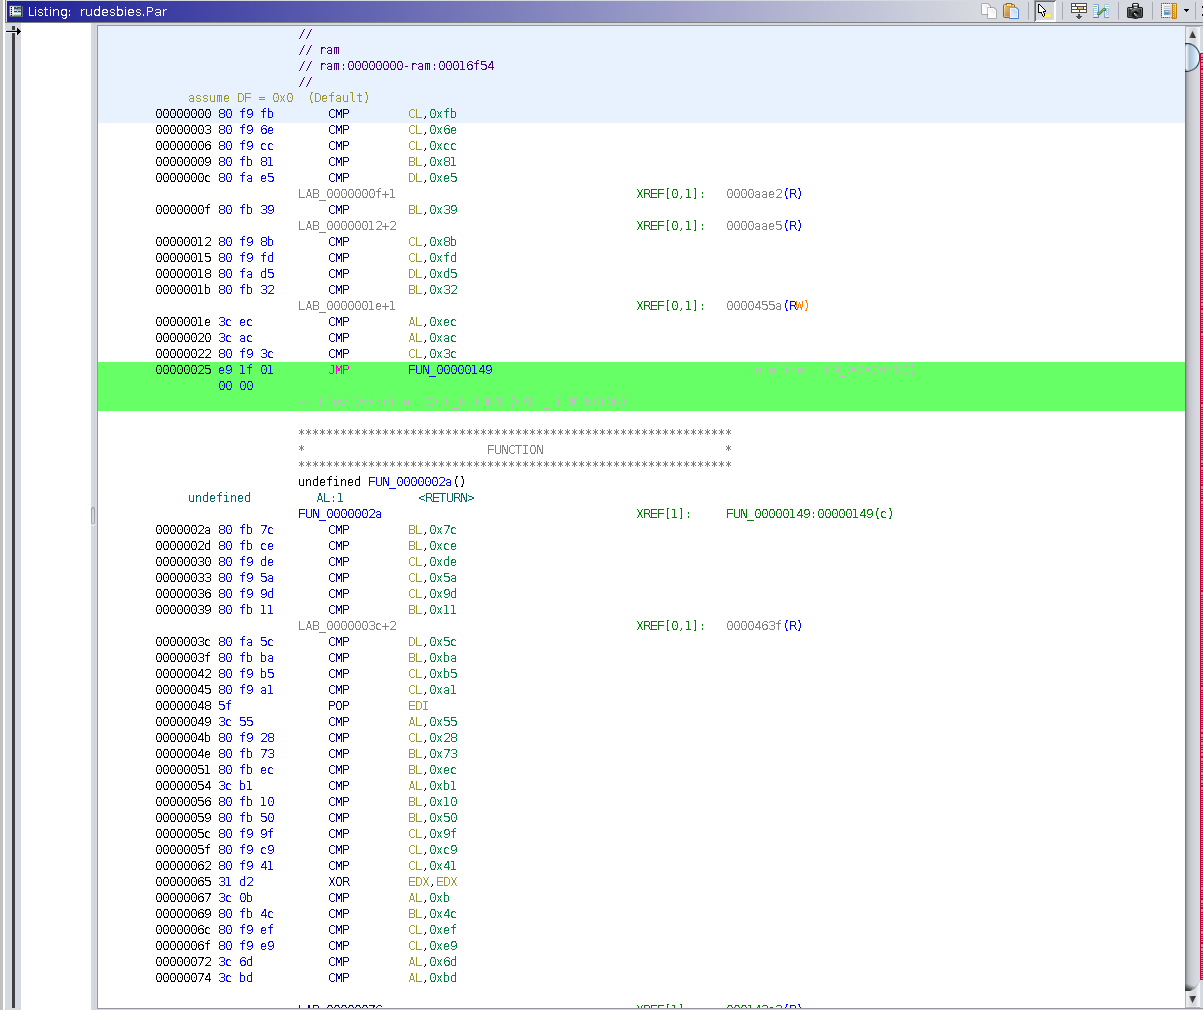 Listing: rudesbies.Par
//
// ram
// ram:00000000-ram:00016f54
//
assume DF = 0x0 (Default)
00000000 80 f9 fb CMP CL,0xfb
00000003 80 f9 6e CMP CL,0x6e
00000006 80 f9 cc CMP CL,0xcc
00000009 80 fb 81 CMP BL,0x81
0000000c 80 fa e5 CMP DL,0xe5
LAB_0000000f+1 XREF[0,1]: 0000aae2(R)
0000000f 80 fb 39 CMP BL,0x39
LAB_00000012+2 XREF[0,1]: 0000aae5(R)
00000012 80 f9 8b CMP CL,0x8b
00000015 80 f9 fd CMP CL,0xfd
00000018 80 fa d5 CMP DL,0xd5
0000001b 80 fb 32 CMP BL,0x32
LAB_0000001e+1 XREF[0,1]: 0000455a(RW)
0000001e 3c ec CMP AL,0xec
00000020 3c ac CMP AL,0xac
00000022 80 f9 3c CMP CL,0x3c
00000025 e9 1f 01 JMP FUN_00000149
00 00
**************************************************************
* FUNCTION *
**************************************************************
undefined FUN_0000002a()
undefined AL:1 <RETURN>
FUN_0000002a XREF[1]: FUN_00000149:00000149(c)
0000002a 80 fb 7c CMP BL,0x7c
0000002d 80 fb ce CMP BL,0xce
00000030 80 f9 de CMP CL,0xde
00000033 80 f9 5a CMP CL,0x5a
00000036 80 f9 9d CMP CL,0x9d
00000039 80 fb 11 CMP BL,0x11
LAB_0000003c+2 XREF[0,1]: 0000463f(R)
0000003c 80 fa 5c CMP DL,0x5c
0000003f 80 fb ba CMP BL,0xba
00000042 80 f9 b5 CMP CL,0xb5
00000045 80 f9 a1 CMP CL,0xa1
00000048 5f POP EDI
00000049 3c 55 CMP AL,0x55
0000004b 80 f9 28 CMP CL,0x28
0000004e 80 fb 73 CMP BL,0x73
00000051 80 fb ec CMP BL,0xec
00000054 3c b1 CMP AL,0xb1
00000056 80 fb 10 CMP BL,0x10
00000059 80 fb 50 CMP BL,0x50
0000005c 80 f9 9f CMP CL,0x9f
0000005f 80 f9 c9 CMP CL,0xc9
00000062 80 f9 41 CMP CL,0x41
00000065 31 d2 XOR EDX,EDX
00000067 3c 0b CMP AL,0xb
00000069 80 fb 4c CMP BL,0x4c
0000006c 80 f9 ef CMP CL,0xef
0000006f 80 f9 e9 CMP CL,0xe9
00000072 3c 6d CMP AL,0x6d
00000074 3c bd CMP AL,0xbd